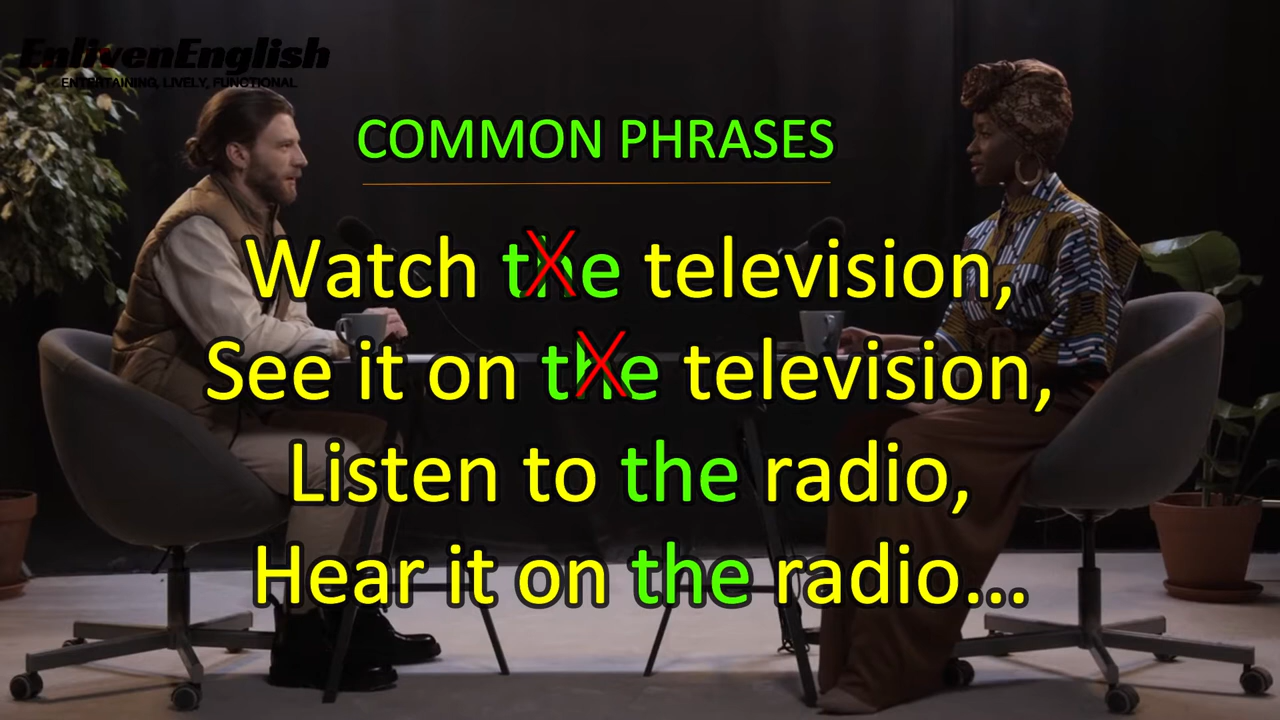 EnlivenEnglish
ENTERTAINING, LIVELY, FUNCTIONAL
COMMON PHRASES
Watch the television,
See it on the television,
Listen to the radio,
Hear it on the radio...